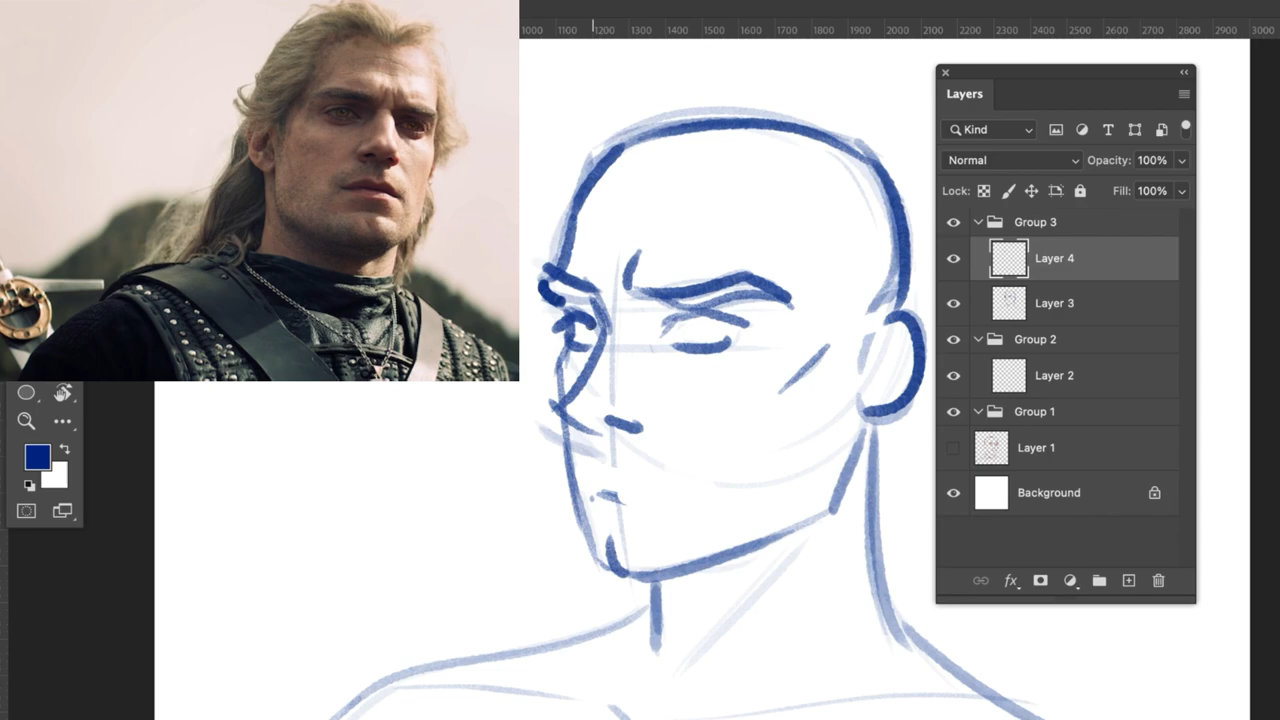 1000 1100 1200 1300 1400 1500 1600 1700 1800 1900 2000 2100 2200 2300 2400 2500 2600 2700 2800 2900 3000
Layers
Kind
Normal Opacity: 100%
Lock: Fill: 100%
Group 3
Layer 4
Layer 3
Group 2
Layer 2
Group 1
Layer 1
Background
fx